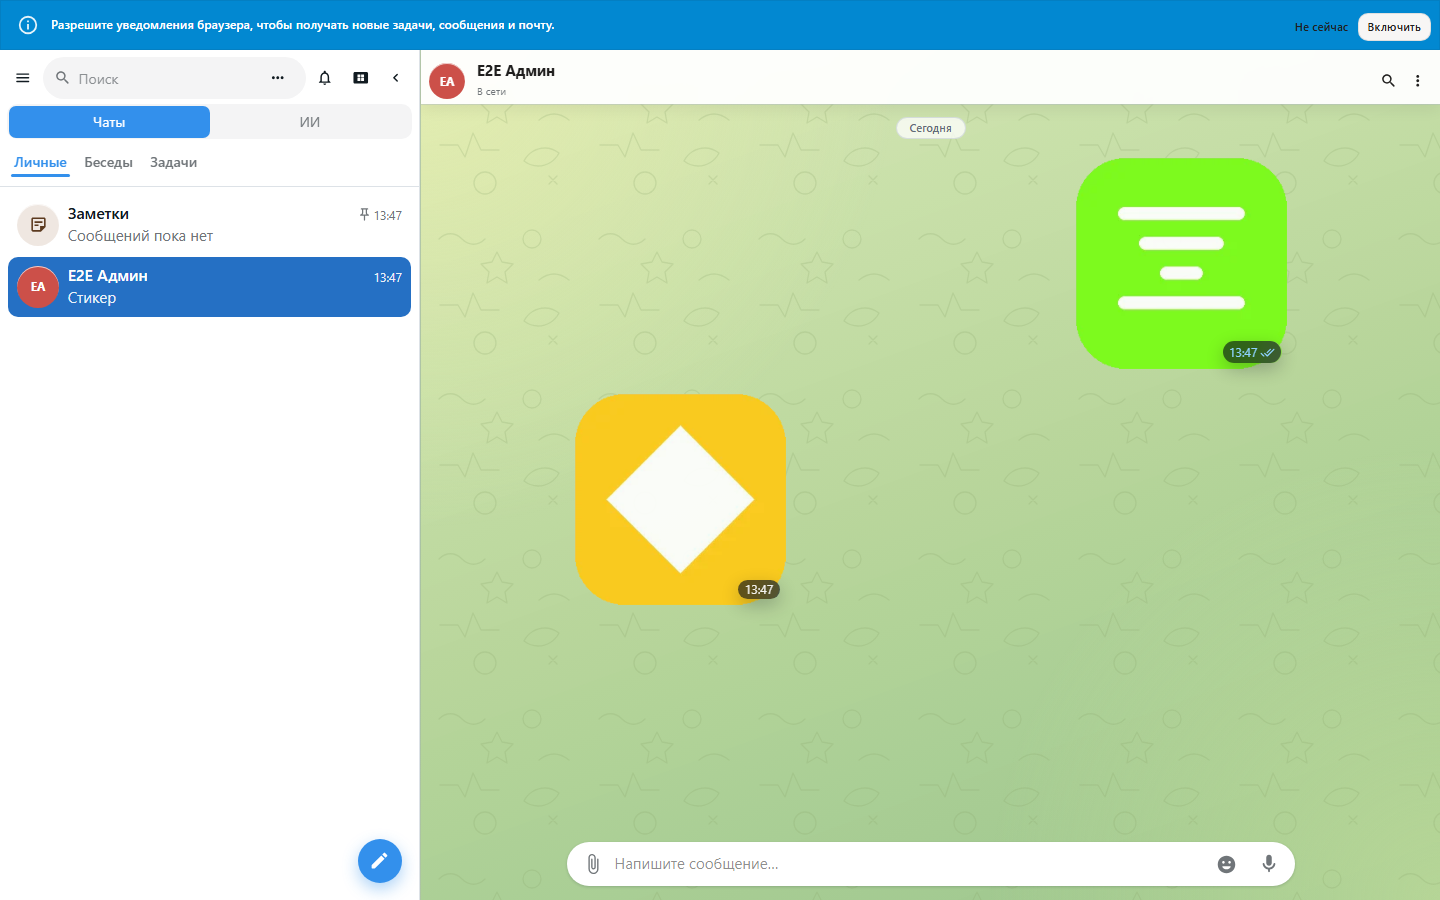 Разрешите уведомления браузера, чтобы получать новые задачи, сообщения и почту.
Не сейчас
Включить
Поиск
Чаты
ИИ
Личные
Беседы
Задачи
Заметки
13:47
Сообщений пока нет
EA
E2E Админ
13:47
Стикер
EA
E2E Админ
В сети
Сегодня
13:47
13:47
Напишите сообщение...